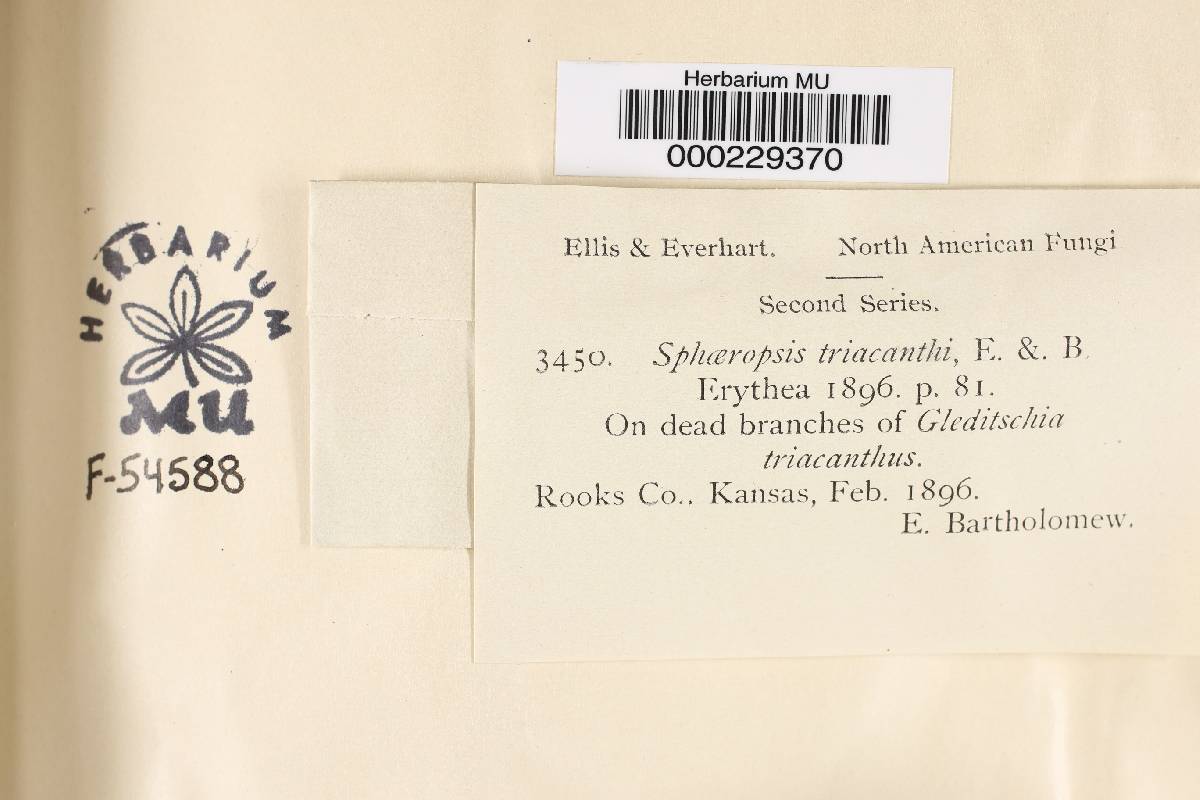 Herbarium MU
000229370
HERBARIUM
MU
F-54588
Ellis & Everhart. North American Fungi
Second Series.
3450. Sphæropsis triacanthi, E. &. B.
Erythea 1896. p. 81.
On dead branches of Gleditschia
triacanthus.
Rooks Co., Kansas, Feb. 1896.
E. Bartholomew.